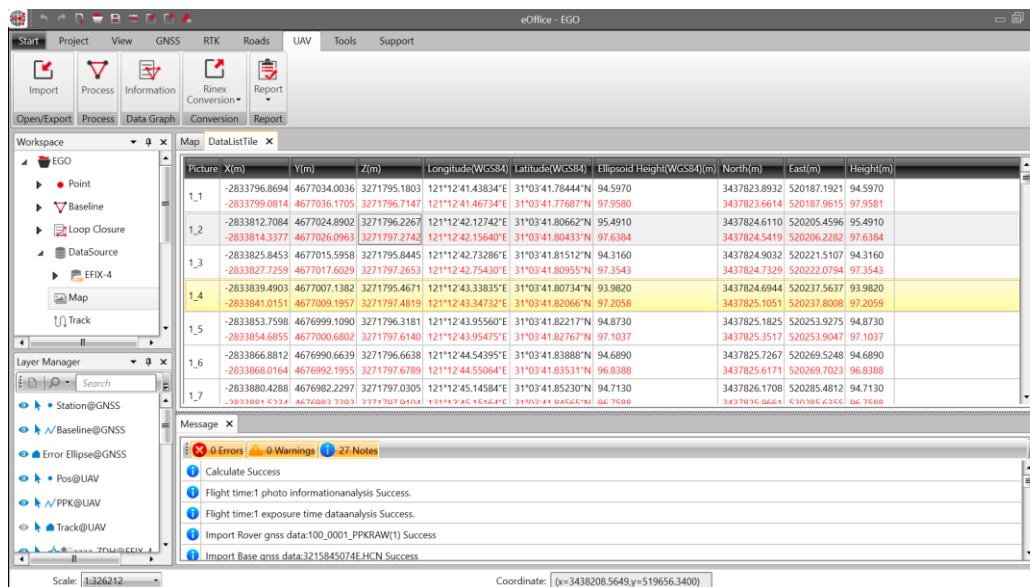 eOffice - EGO
Start Project View GNSS RTK Roads UAV Tools Support
Import Process Information Rinex Conversion Report
Open/Export Process Data Graph Conversion Report
Workspace
EGO
Point
Baseline
Loop Closure
DataSource
EFIX-4
Map
Track
Layer Manager
Search
Station@GNSS
Baseline@GNSS
Error Ellipse@GNSS
Pos@UAV
PPK@UAV
Track@UAV
Map DataListTile
Picture X(m) Y(m) Z(m) Longitude(WGS84) Latitude(WGS84) Ellipsoid Height(WGS84)(m) North(m) East(m) Height(m)
1_1
-2833796.8694 4677034.0036 3271795.1803 121°12'41.43834"E 31°03'41.78444"N 94.5970 3437823.8932 520187.1921 94.5970
-2833799.0814 4677036.1705 3271796.7147 121°12'41.46734"E 31°03'41.77687"N 97.9580 3437823.6614 520187.9615 97.9581
1_2
-2833812.7084 4677024.8902 3271796.2267 121°12'42.12742"E 31°03'41.80662"N 95.4910 3437824.6110 520205.4596 95.4910
-2833814.3377 4677026.0963 3271797.2742 121°12'42.15640"E 31°03'41.80433"N 97.6384 3437824.5419 520206.2282 97.6384
1_3
-2833825.8453 4677015.5958 3271795.8445 121°12'42.73286"E 31°03'41.81512"N 94.3160 3437824.9032 520221.5107 94.3160
-2833827.7259 4677017.6029 3271797.2653 121°12'42.75430"E 31°03'41.80955"N 97.3543 3437824.7329 520222.0794 97.3543
1_4
-2833839.4903 4677007.1382 3271795.4671 121°12'43.33835"E 31°03'41.80734"N 93.9820 3437824.6944 520237.5637 93.9820
-2833841.0151 4677009.1957 3271797.4819 121°12'43.34732"E 31°03'41.82066"N 97.2058 3437825.1051 520237.8008 97.2059
1_5
-2833853.7598 4676999.1090 3271796.3181 121°12'43.95560"E 31°03'41.82217"N 94.8730 3437825.1825 520253.9275 94.8730
-2833854.6855 4677000.0802 3271797.6140 121°12'43.95475"E 31°03'41.82767"N 97.1037 3437825.3517 520253.9047 97.1037
1_6
-2833866.8812 4676990.6639 3271796.6638 121°12'44.54395"E 31°03'41.83888"N 94.6890 3437825.7267 520269.5248 94.6890
-2833868.0164 4676992.1955 3271797.6789 121°12'44.55064"E 31°03'41.83531"N 96.8388 3437825.6171 520269.7023 96.8388
1_7
-2833880.4288 4676982.2297 3271797.0305 121°12'45.14584"E 31°03'41.85230"N 94.7130 3437826.1708 520285.4812 94.7130
Message
0 Errors 0 Warnings 27 Notes
Calculate Success
Flight time:1 photo informationanalysis Success.
Flight time:1 exposure time dataanalysis Success.
Import Rover gnss data:100_0001_PPKRAW(1) Success
Import Base gnss data:3215845074E.HCN Success
Scale: 1:326212
Coordinate: (x=3438208.5649,y=519656.3400)